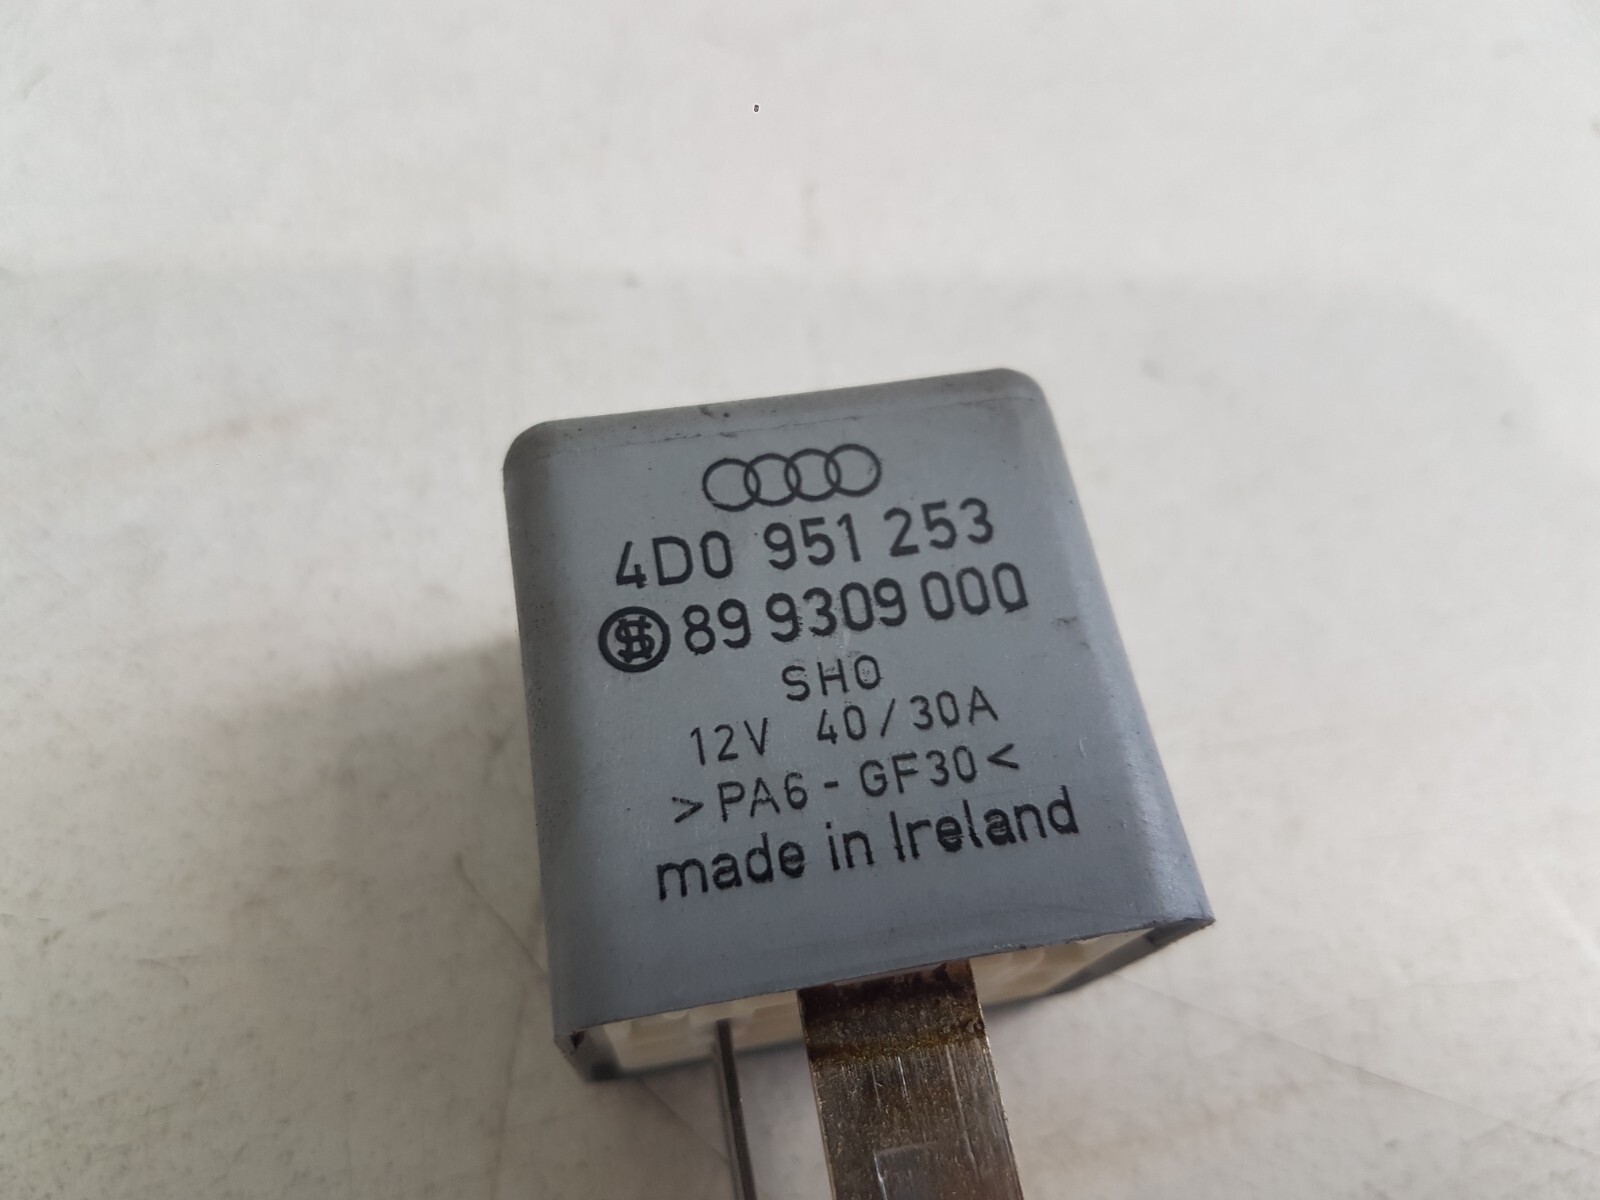 4D0 951 253
89 9309 000
SHO
12V 40/30A
>PA6-GF30<
made in Ireland